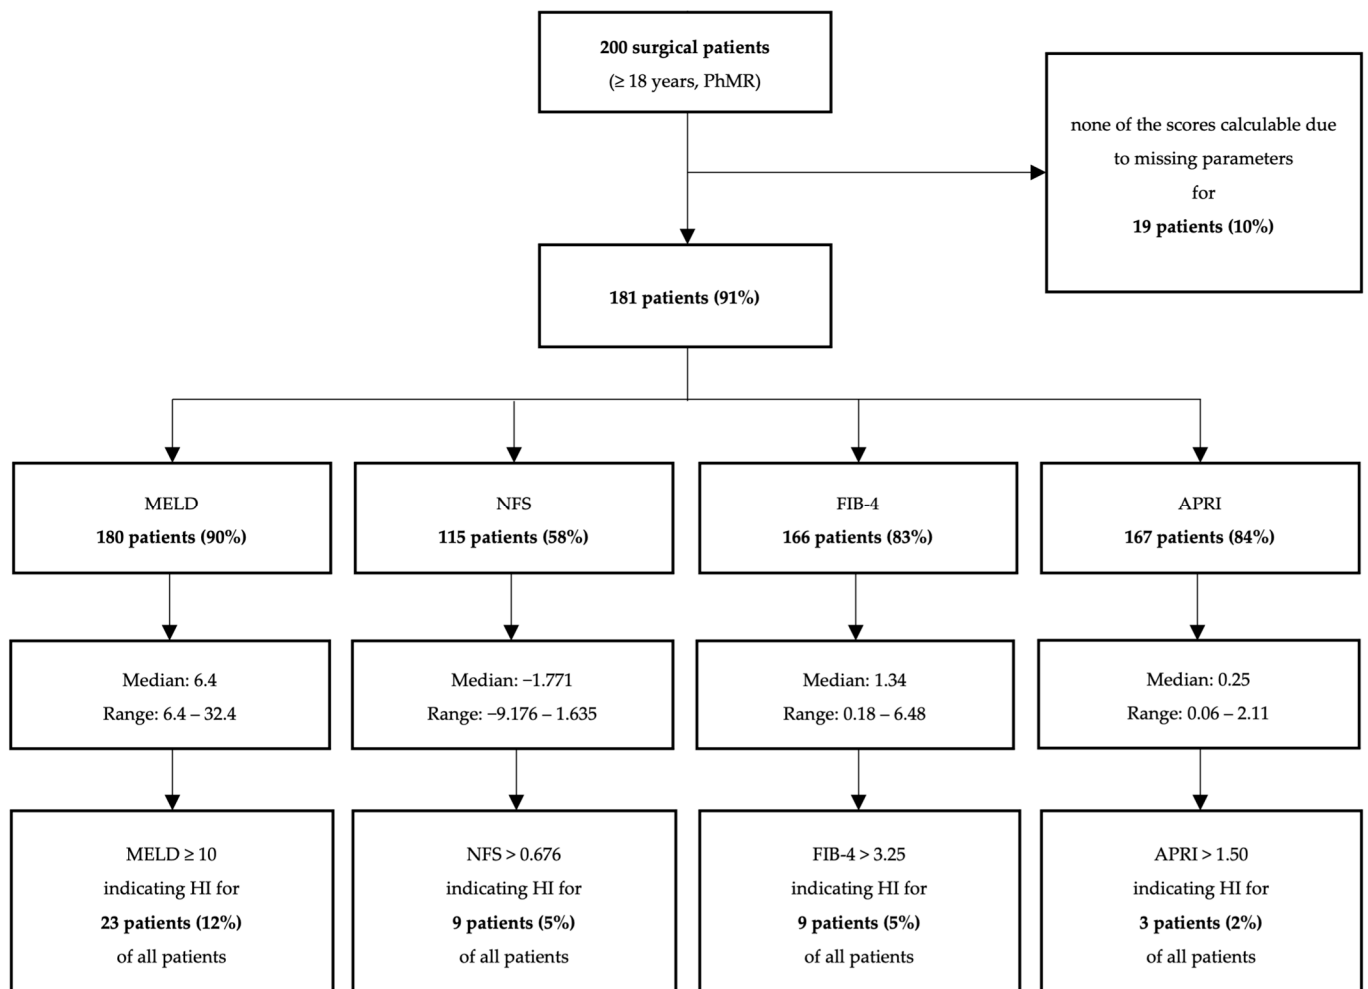 200 surgical patients
(≥ 18 years, PhMR)
none of the scores calculable due
to missing parameters
for
19 patients (10%)
181 patients (91%)
MELD
180 patients (90%)
NFS
115 patients (58%)
FIB-4
166 patients (83%)
APRI
167 patients (84%)
Median: 6.4
Range: 6.4 – 32.4
Median: −1.771
Range: −9.176 – 1.635
Median: 1.34
Range: 0.18 – 6.48
Median: 0.25
Range: 0.06 – 2.11
MELD ≥ 10
indicating HI for
23 patients (12%)
of all patients
NFS > 0.676
indicating HI for
9 patients (5%)
of all patients
FIB-4 > 3.25
indicating HI for
9 patients (5%)
of all patients
APRI > 1.50
indicating HI for
3 patients (2%)
of all patients